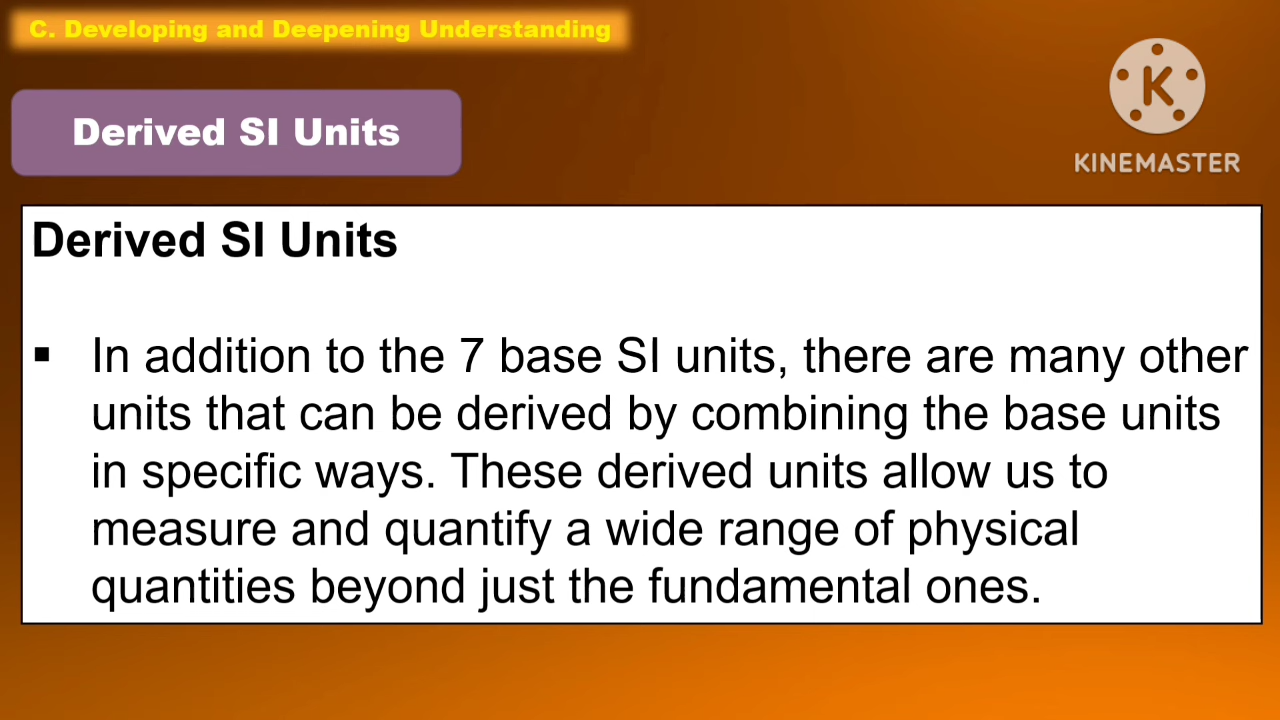 C. Developing and Deepening Understanding
Derived SI Units
K
KINEMASTER
Derived SI Units
▪ In addition to the 7 base SI units, there are many other
units that can be derived by combining the base units
in specific ways. These derived units allow us to
measure and quantify a wide range of physical
quantities beyond just the fundamental ones.